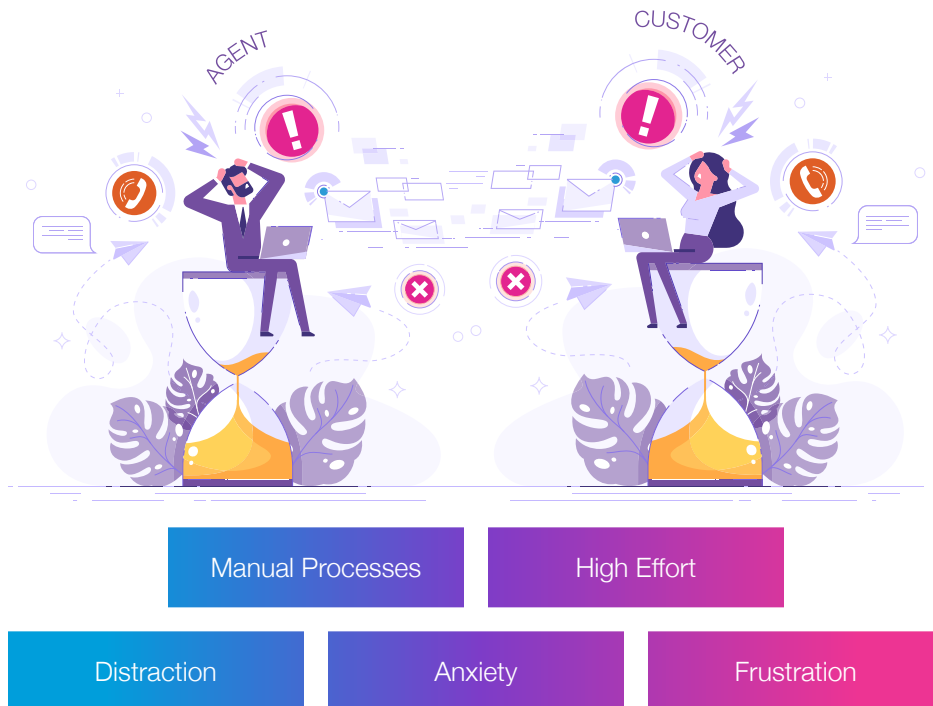 AGENT
CUSTOMER
Manual Processes
High Effort
Distraction
Anxiety
Frustration